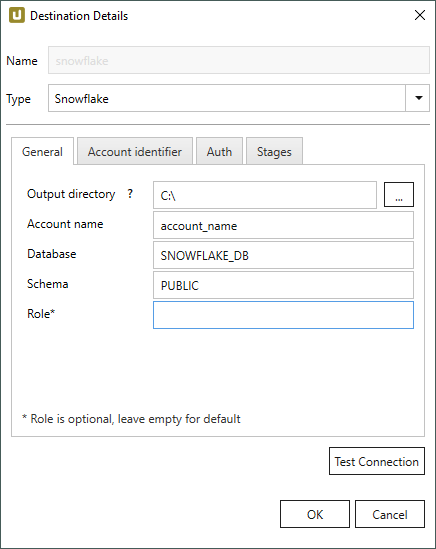 Destination Details
Name snowflake
Type Snowflake
General Account identifier Auth Stages
Output directory ? C:\ ...
Account name account_name
Database SNOWFLAKE_DB
Schema PUBLIC
Role*
* Role is optional, leave empty for default
Test Connection
OK Cancel